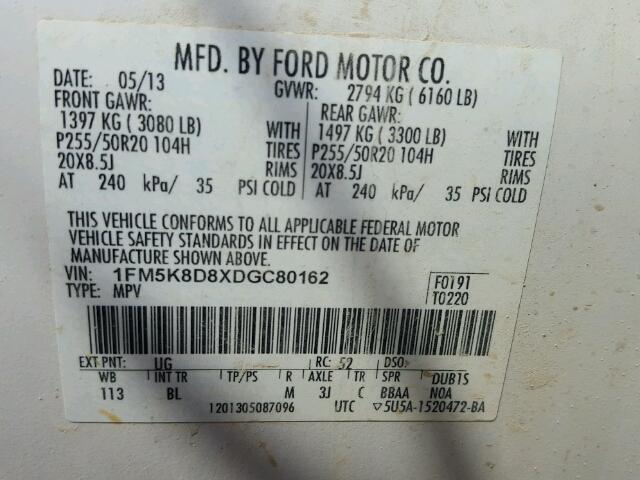 MFD. BY FORD MOTOR CO.
DATE: 05/13 GVWR: 2794 KG ( 6160 LB)
FRONT GAWR: REAR GAWR:
1397 KG ( 3080 LB) WITH 1497 KG ( 3300 LB) WITH
P255/50R20 104H TIRES P255/50R20 104H TIRES
20X8.5J RIMS 20X8.5J RIMS
AT 240 kPa/ 35 PSI COLD AT 240 kPa/ 35 PSI COLD
THIS VEHICLE CONFORMS TO ALL APPLICABLE FEDERAL MOTOR
VEHICLE SAFETY STANDARDS IN EFFECT ON THE DATE OF
MANUFACTURE SHOWN ABOVE.
VIN: 1FM5K8D8XDGC80162 F0191
TYPE: MPV T0220
EXT PNT: UG RC: 52 DSO:
WB INT TR TP/PS R AXLE TR SPR DUBTS
113 BL M 3J C BBAA N0A
1201305087096 UTC ▽5U5A-1520472-BA